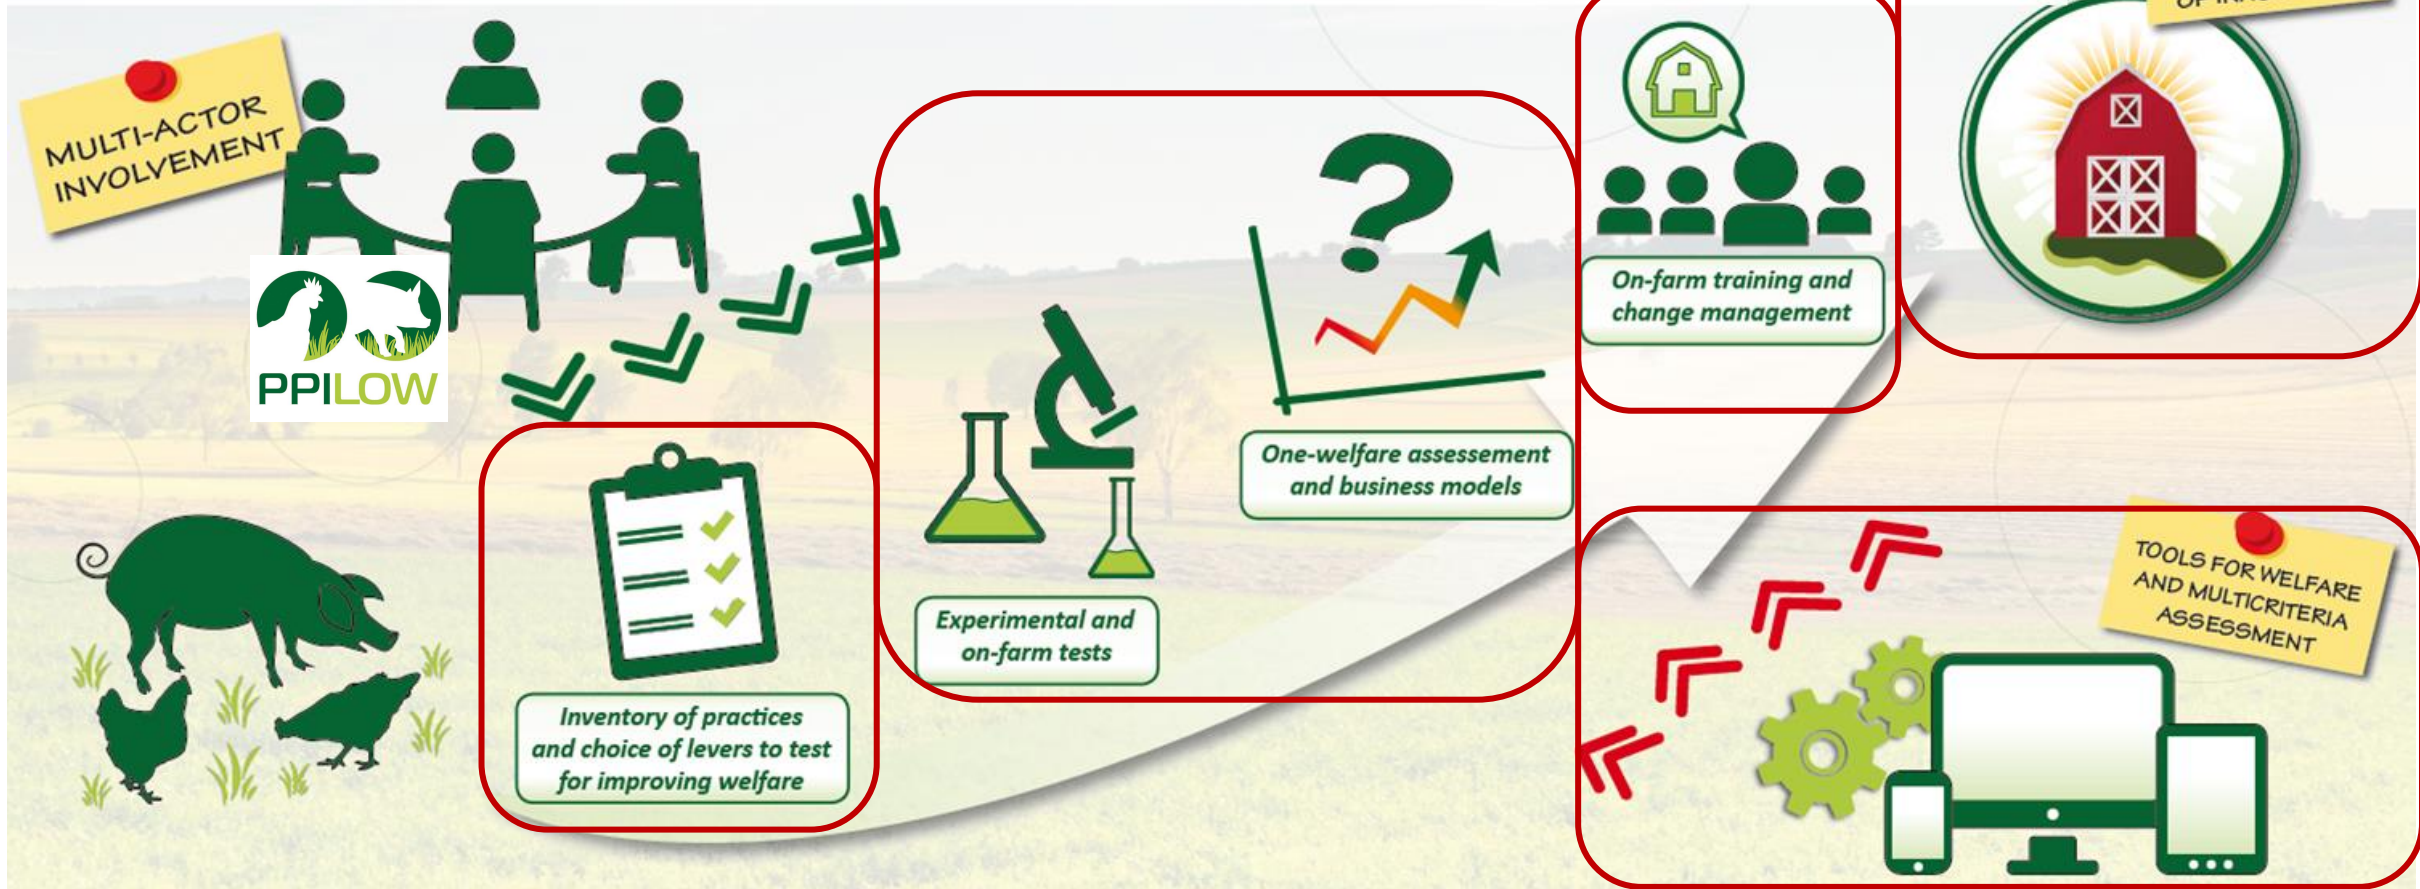 MULTI-ACTOR
INVOLVEMENT
PPILOW
Inventory of practices
and choice of levers to test
for improving welfare
Experimental and
on-farm tests
One-welfare assessement
and business models
On-farm training and
change management
TOOLS FOR WELFARE
AND MULTICRITERIA
ASSESSMENT